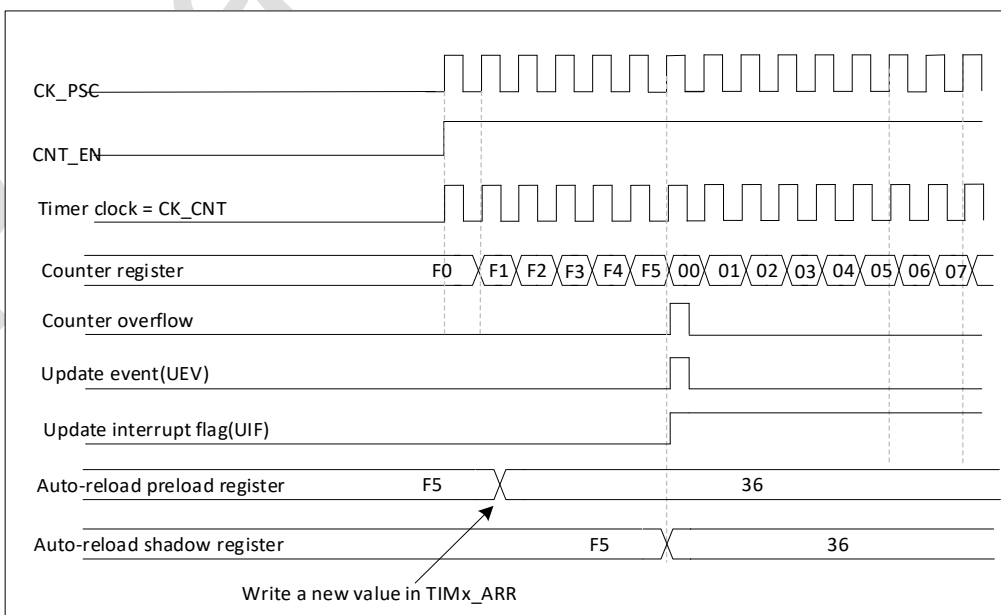 CK_PSC
CNT_EN
Timer clock = CK_CNT
Counter register F0 F1 F2 F3 F4 F5 00 01 02 03 04 05 06 07
Counter overflow
Update event(UEV)
Update interrupt flag(UIF)
Auto-reload preload register F5 36
Auto-reload shadow register F5 36
Write a new value in TIMx_ARR